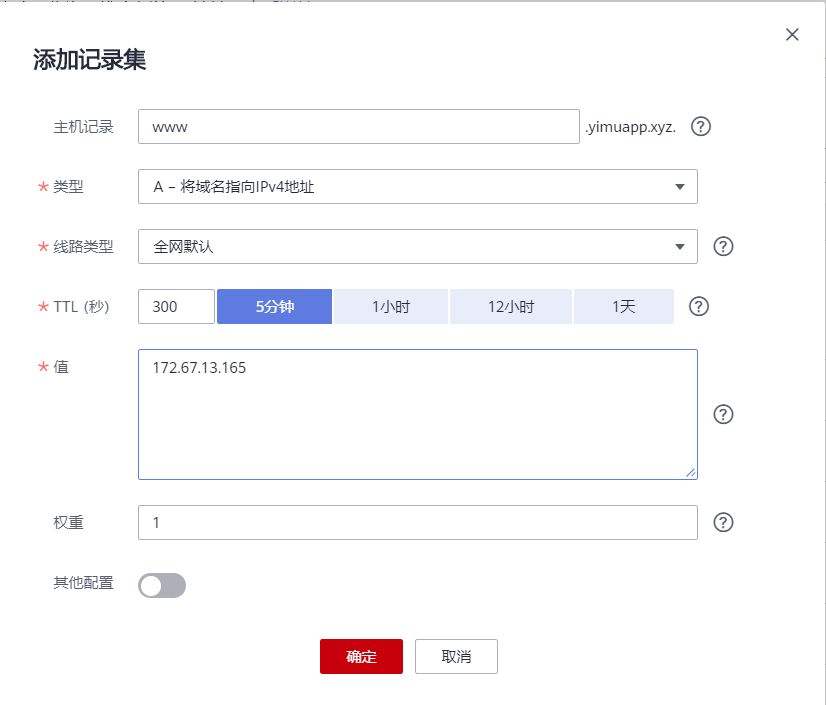 添加记录集
主机记录 www .yimuapp.xyz. ?
* 类型 A – 将域名指向IPv4地址
* 线路类型 全网默认 ?
* TTL (秒) 300 5分钟 1小时 12小时 1天 ?
* 值 172.67.13.165 ?
权重 1 ?
其他配置
确定 取消